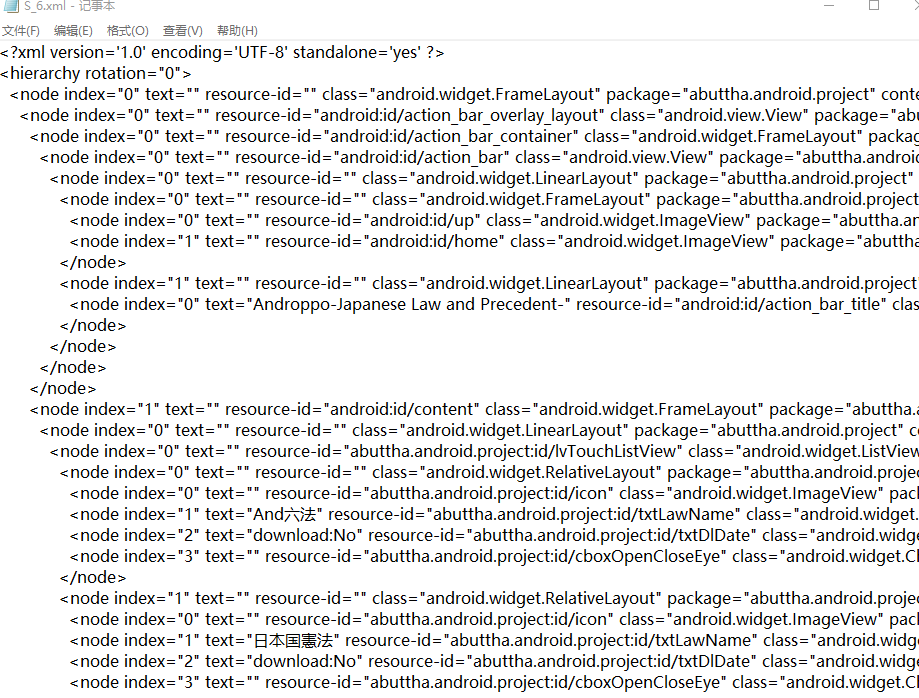 S_6.xml - 记事本
文件(F) 编辑(E) 格式(O) 查看(V) 帮助(H)
<?xml version='1.0' encoding='UTF-8' standalone='yes' ?>
<hierarchy rotation="0">
<node index="0" text="" resource-id="" class="android.widget.FrameLayout" package="abuttha.android.project" conte
<node index="0" text="" resource-id="android:id/action_bar_overlay_layout" class="android.view.View" package="abu
<node index="0" text="" resource-id="android:id/action_bar_container" class="android.widget.FrameLayout" packag
<node index="0" text="" resource-id="android:id/action_bar" class="android.view.View" package="abuttha.androi
<node index="0" text="" resource-id="" class="android.widget.LinearLayout" package="abuttha.android.project"
<node index="0" text="" resource-id="" class="android.widget.FrameLayout" package="abuttha.android.project
<node index="0" text="" resource-id="android:id/up" class="android.widget.ImageView" package="abuttha.an
<node index="1" text="" resource-id="android:id/home" class="android.widget.ImageView" package="abuttha
</node>
<node index="1" text="" resource-id="" class="android.widget.LinearLayout" package="abuttha.android.project
<node index="0" text="Androppo-Japanese Law and Precedent-" resource-id="android:id/action_bar_title" clas
</node>
</node>
</node>
</node>
<node index="1" text="" resource-id="android:id/content" class="android.widget.FrameLayout" package="abuttha.
<node index="0" text="" resource-id="" class="android.widget.LinearLayout" package="abuttha.android.project" c
<node index="0" text="" resource-id="abuttha.android.project:id/lvTouchListView" class="android.widget.ListView
<node index="0" text="" resource-id="" class="android.widget.RelativeLayout" package="abuttha.android.projec
<node index="0" text="" resource-id="abuttha.android.project:id/icon" class="android.widget.ImageView" pack
<node index="1" text="And六法" resource-id="abuttha.android.project:id/txtLawName" class="android.widget.
<node index="2" text="download:No" resource-id="abuttha.android.project:id/txtDlDate" class="android.widge
<node index="3" text="" resource-id="abuttha.android.project:id/cboxOpenCloseEye" class="android.widget.Cl
</node>
<node index="1" text="" resource-id="" class="android.widget.RelativeLayout" package="abuttha.android.projec
<node index="0" text="" resource-id="abuttha.android.project:id/icon" class="android.widget.ImageView" pack
<node index="1" text="日本国憲法" resource-id="abuttha.android.project:id/txtLawName" class="android.widg
<node index="2" text="download:No" resource-id="abuttha.android.project:id/txtDlDate" class="android.widge
<node index="3" text="" resource-id="abuttha.android.project:id/cboxOpenCloseEye" class="android.widget.Cl